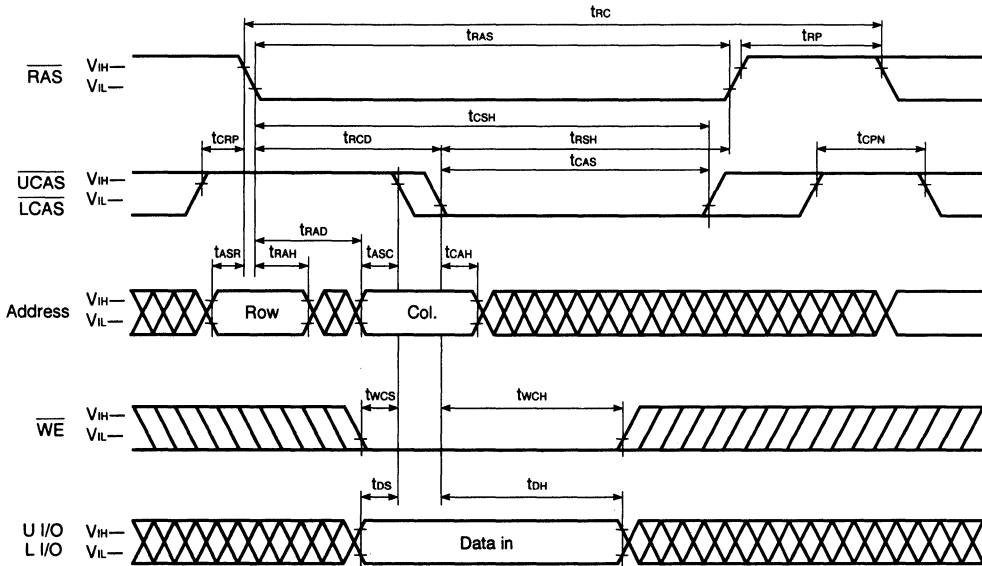 tRC
tRAS
tRP
RAS
VIH—
VIL—
tCSH
tCRP
tRCD
tRSH
tCPN
tCAS
UCAS
LCAS
VIH—
VIL—
tRAD
tASR
tRAH
tASC
tCAH
Address
VIH—
VIL—
Row
Col.
tWCS
tWCH
WE
VIH—
VIL—
tDS
tDH
U I/O
L I/O
VIH—
VIL—
Data in